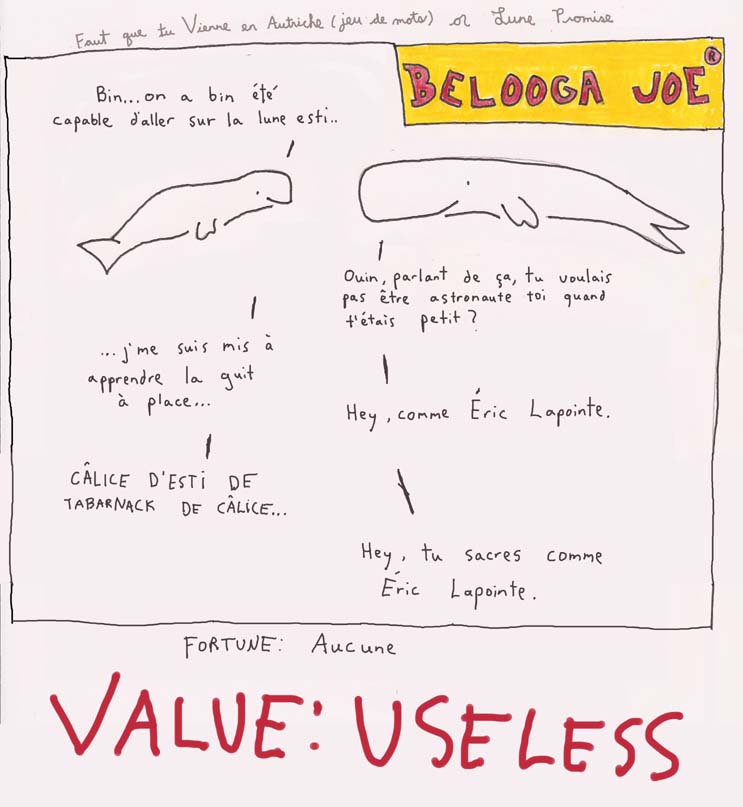 Faut que tu Vienne en Autriche (jeu de mots) or Lune Promise
BELOOGA JOE ®
Bin...on a bin été
capable d'aller sur la lune esti..
Ouin, parlant de ça, tu voulais
pas être astronaute toi quand
t'étais petit?
...j'me suis mis à
apprendre la guit
à place...
Hey, comme Éric Lapointe.
CÂLICE D'ESTI DE
TABARNACK DE CÂLICE...
Hey, tu sacres comme
Éric Lapointe.
FORTUNE: Aucune
VALUE: USELESS